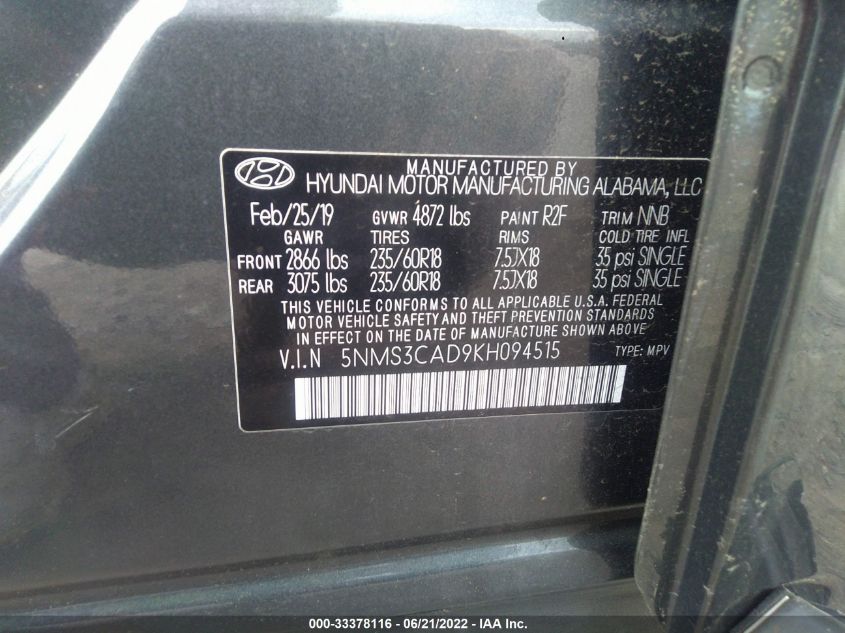 MANUFACTURED BY
HYUNDAI MOTOR MANUFACTURING ALABAMA, LLC
Feb/25/19 GVWR 4872 lbs PAINT R2F TRIM NNB
GAWR TIRES RIMS COLD TIRE INFL
FRONT 2866 lbs 235/60R18 7.5JX18 35 psi SINGLE
REAR 3075 lbs 235/60R18 7.5JX18 35 psi SINGLE
THIS VEHICLE CONFORMS TO ALL APPLICABLE U.S.A. FEDERAL
MOTOR VEHICLE SAFETY AND THEFT PREVENTION STANDARDS
IN EFFECT ON THE DATE OF MANUFACTURE SHOWN ABOVE
V.I.N 5NMS3CAD9KH094515 TYPE: MPV
000-33378116 - 06/21/2022 - IAA Inc.